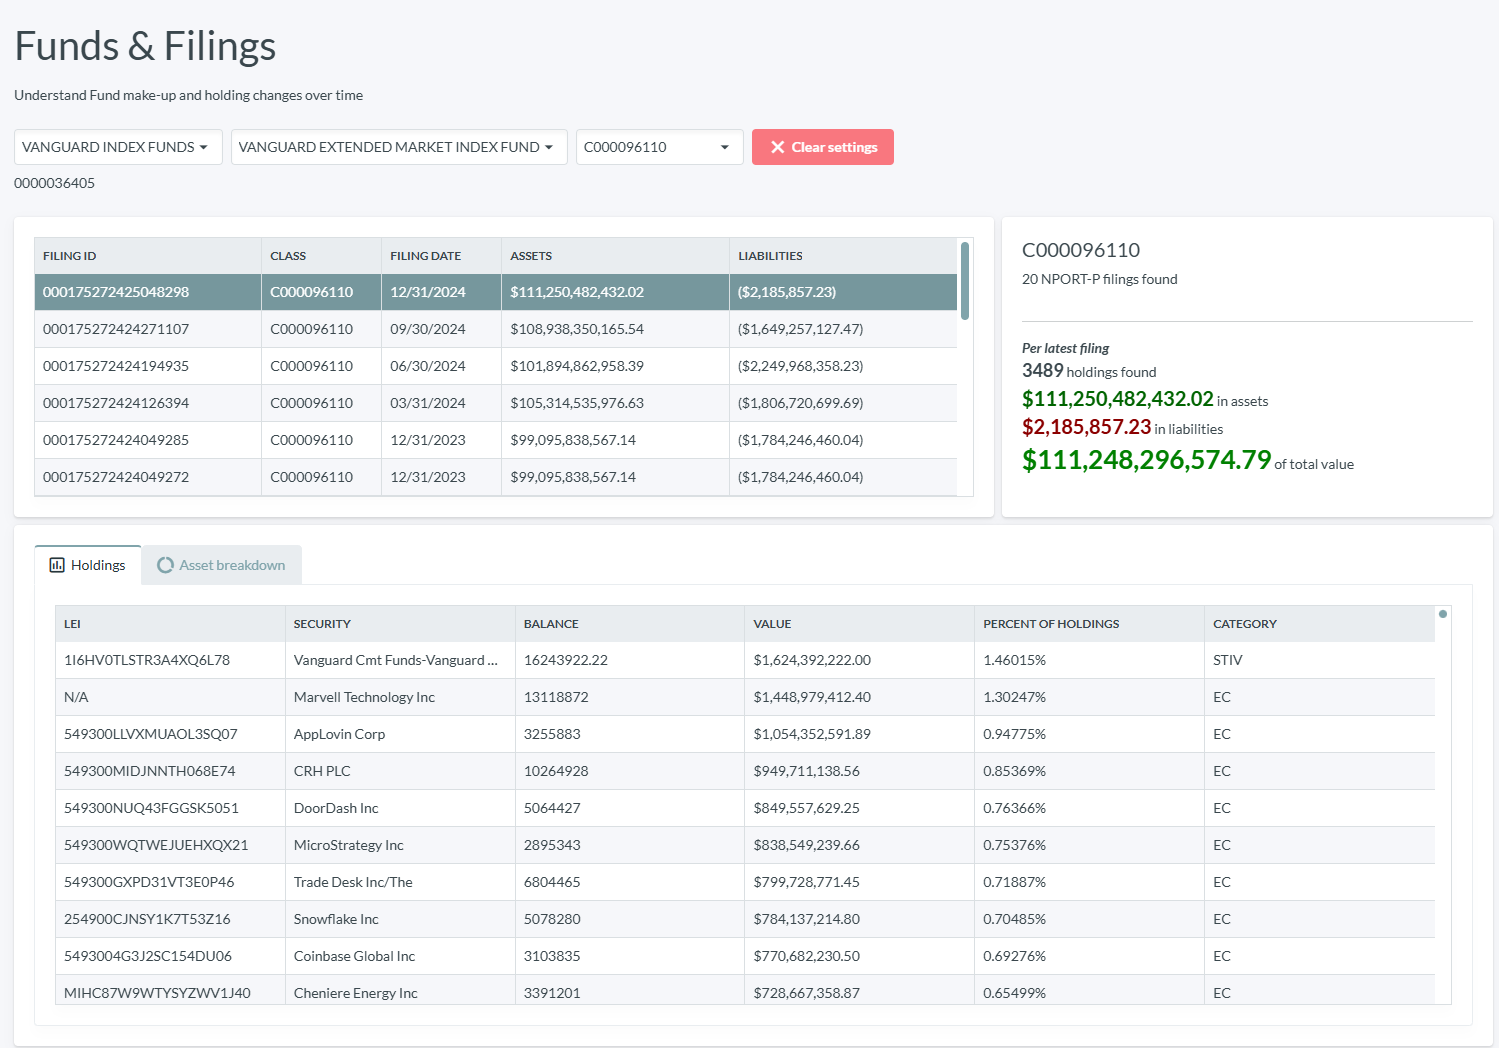 Funds & Filings
Understand Fund make-up and holding changes over time
VANGUARD INDEX FUNDS VANGUARD EXTENDED MARKET INDEX FUND C000096110 Clear settings
0000036405
FILING ID CLASS FILING DATE ASSETS LIABILITIES
000175272425048298 C000096110 12/31/2024 $111,250,482,432.02 ($2,185,857.23)
000175272424271107 C000096110 09/30/2024 $108,938,350,165.54 ($1,649,257,127.47)
000175272424194935 C000096110 06/30/2024 $101,894,862,958.39 ($2,249,968,358.23)
000175272424126394 C000096110 03/31/2024 $105,314,535,976.63 ($1,806,720,699.69)
000175272424049285 C000096110 12/31/2023 $99,095,838,567.14 ($1,784,246,460.04)
000175272424049272 C000096110 12/31/2023 $99,095,838,567.14 ($1,784,246,460.04)
C000096110
20 NPORT-P filings found
Per latest filing
3489 holdings found
$111,250,482,432.02 in assets
$2,185,857.23 in liabilities
$111,248,296,574.79 of total value
Holdings Asset breakdown
LEI SECURITY BALANCE VALUE PERCENT OF HOLDINGS CATEGORY
1I6HV0TLSTR3A4XQ6L78 Vanguard Cmt Funds-Vanguard ... 16243922.22 $1,624,392,222.00 1.46015% STIV
N/A Marvell Technology Inc 13118872 $1,448,979,412.40 1.30247% EC
549300LLVXMUAOL3SQ07 AppLovin Corp 3255883 $1,054,352,591.89 0.94775% EC
549300MIDJNNTH068E74 CRH PLC 10264928 $949,711,138.56 0.85369% EC
549300NUQ43FGGSK5051 DoorDash Inc 5064427 $849,557,629.25 0.76366% EC
549300WQTWEJUEHXQX21 MicroStrategy Inc 2895343 $838,549,239.66 0.75376% EC
549300GXPD31VT3E0P46 Trade Desk Inc/The 6804465 $799,728,771.45 0.71887% EC
254900CJNSY1K7T53Z16 Snowflake Inc 5078280 $784,137,214.80 0.70485% EC
5493004G3J2SC154DU06 Coinbase Global Inc 3103835 $770,682,230.50 0.69276% EC
MIHC87W9WTYSYZWV1J40 Cheniere Energy Inc 3391201 $728,667,358.87 0.65499% EC